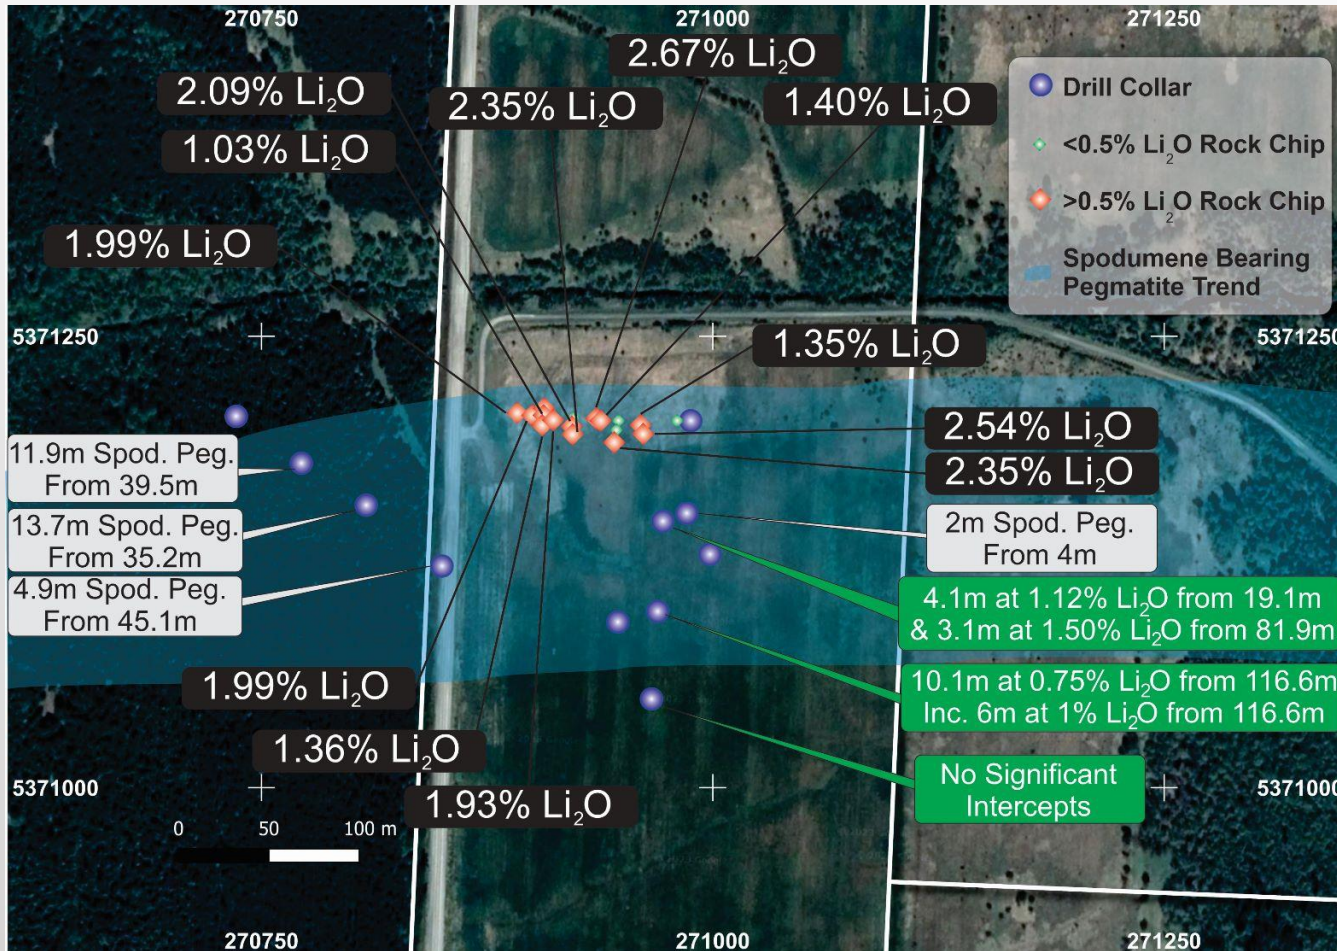 270750
271000
271250
2.67% Li₂O
2.09% Li₂O
2.35% Li₂O
1.40% Li₂O
1.03% Li₂O
1.99% Li₂O
Drill Collar
<0.5% Li₂O Rock Chip
>0.5% Li₂O Rock Chip
Spodumene Bearing
Pegmatite Trend
5371250
5371250
1.35% Li₂O
2.54% Li₂O
2.35% Li₂O
11.9m Spod. Peg.
From 39.5m
13.7m Spod. Peg.
From 35.2m
4.9m Spod. Peg.
From 45.1m
2m Spod. Peg.
From 4m
4.1m at 1.12% Li₂O from 19.1m
& 3.1m at 1.50% Li₂O from 81.9m
10.1m at 0.75% Li₂O from 116.6m
Inc. 6m at 1% Li₂O from 116.6m
1.99% Li₂O
1.36% Li₂O
1.93% Li₂O
No Significant
Intercepts
5371000
5371000
0 50 100 m
270750
271000
271250